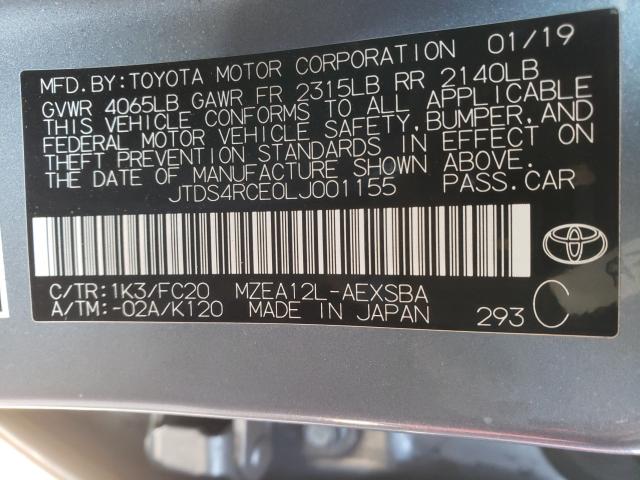 MFD.BY:TOYOTA MOTOR CORPORATION 01/19
GVWR 4065LB GAWR FR 2315LB RR 2140LB
THIS VEHICLE CONFORMS TO ALL APPLICABLE
FEDERAL MOTOR VEHICLE SAFETY,BUMPER,AND
THEFT PREVENTION STANDARDS IN EFFECT ON
THE DATE OF MANUFACTURE SHOWN ABOVE.
JTDS4RCE0LJ001155 PASS.CAR
C/TR:1K3/FC20 MZEA12L-AEXSBA
A/TM:-02A/K120 MADE IN JAPAN 293 C